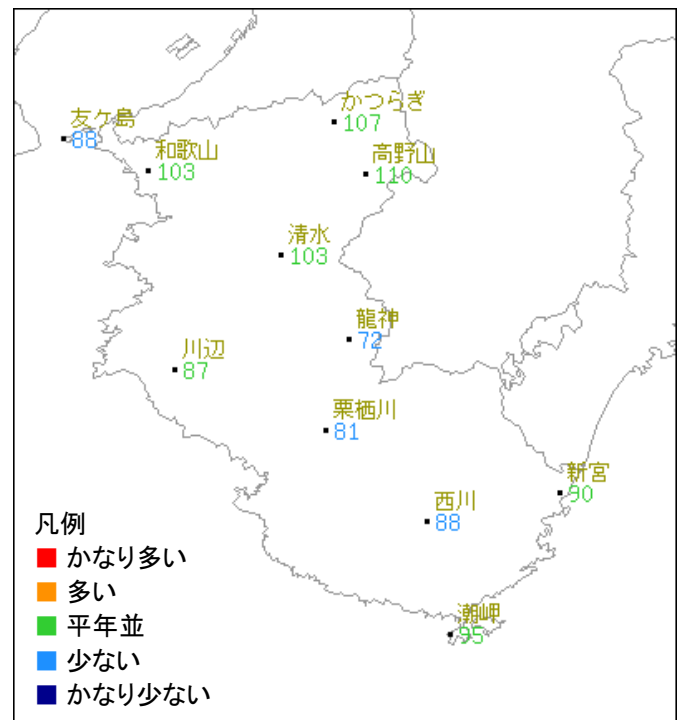 かつらぎ
107
友ケ島
88
和歌山
103
高野山
110
清水
103
龍神
72
川辺
87
栗栖川
81
新宮
90
西川
88
潮岬
95
凡例
かなり多い
多い
平年並
少ない
かなり少ない